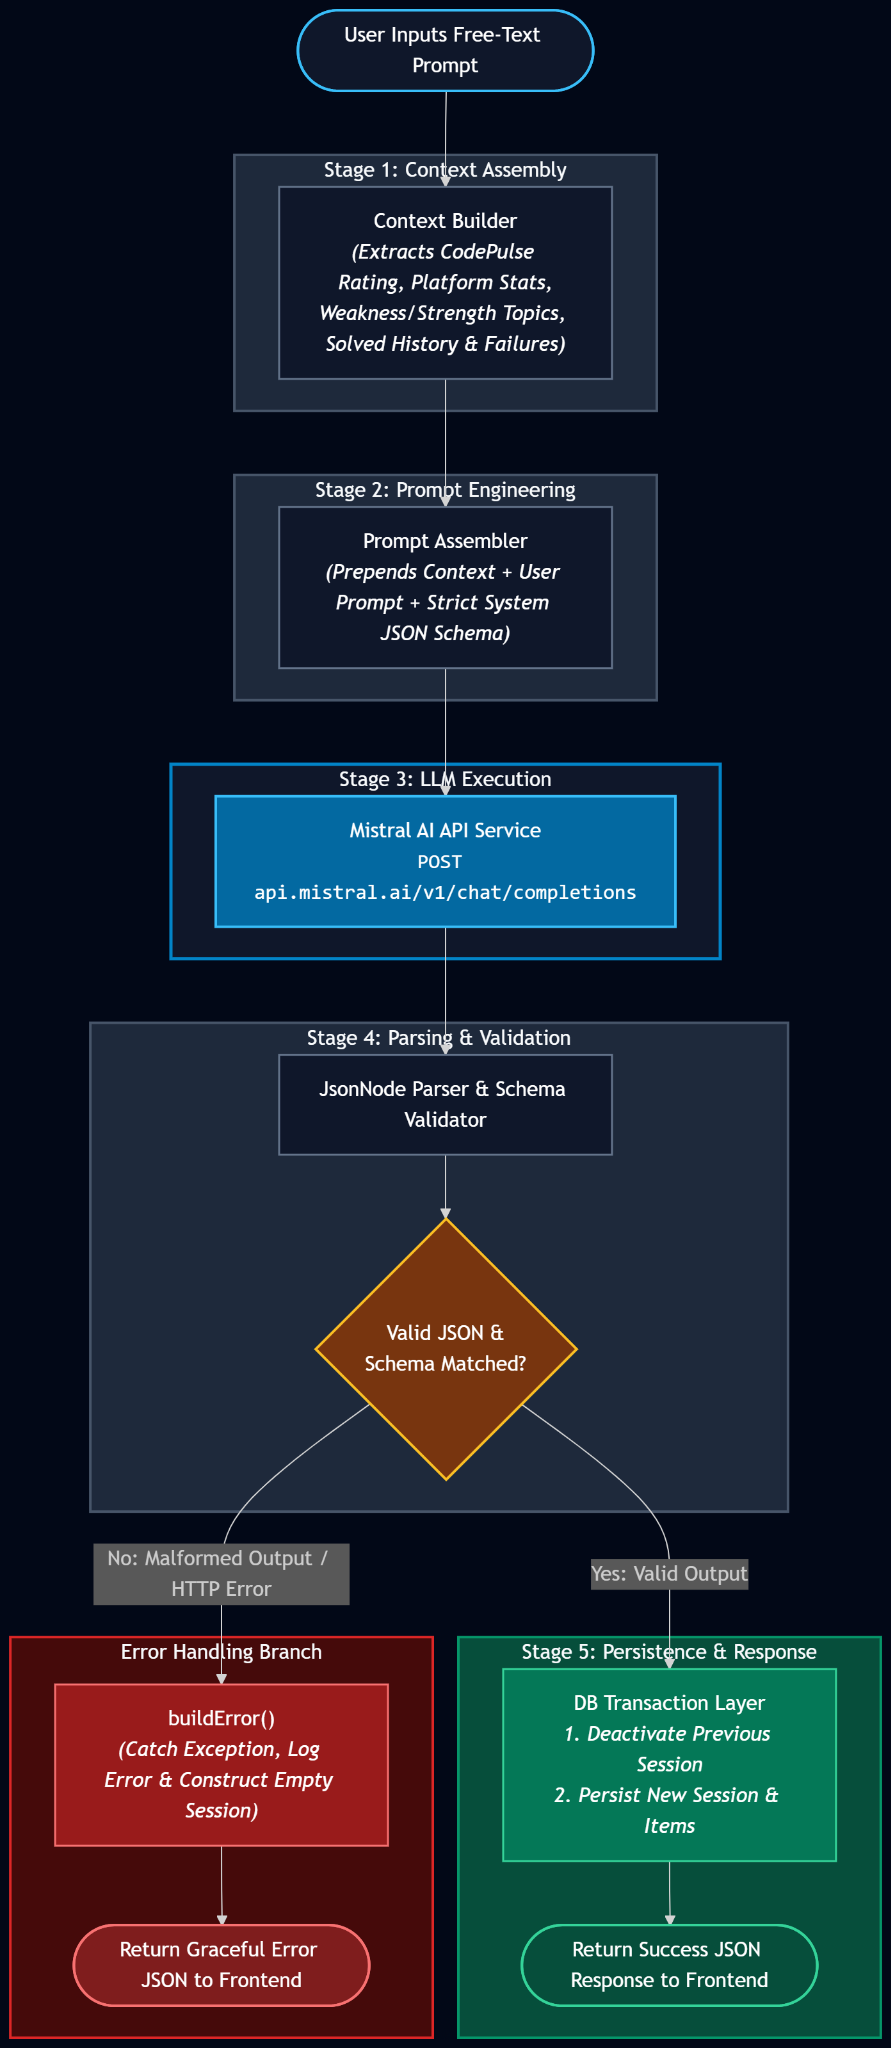 User Inputs Free-Text
Prompt
Stage 1: Context Assembly
Context Builder
(Extracts CodePulse
Rating, Platform Stats,
Weakness/Strength Topics,
Solved History & Failures)
Stage 2: Prompt Engineering
Prompt Assembler
(Prepends Context + User
Prompt + Strict System
JSON Schema)
Stage 3: LLM Execution
Mistral AI API Service
POST
api.mistral.ai/v1/chat/completions
Stage 4: Parsing & Validation
JsonNode Parser & Schema
Validator
Valid JSON &
Schema Matched?
No: Malformed Output /
HTTP Error
Yes: Valid Output
Error Handling Branch
buildError()
(Catch Exception, Log
Error & Construct Empty
Session)
Return Graceful Error
JSON to Frontend
Stage 5: Persistence & Response
DB Transaction Layer
1. Deactivate Previous
Session
2. Persist New Session &
Items
Return Success JSON
Response to Frontend